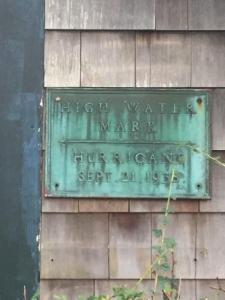 HIGH WATER
MARK
HURRICANE
SEPT. 21. 1938